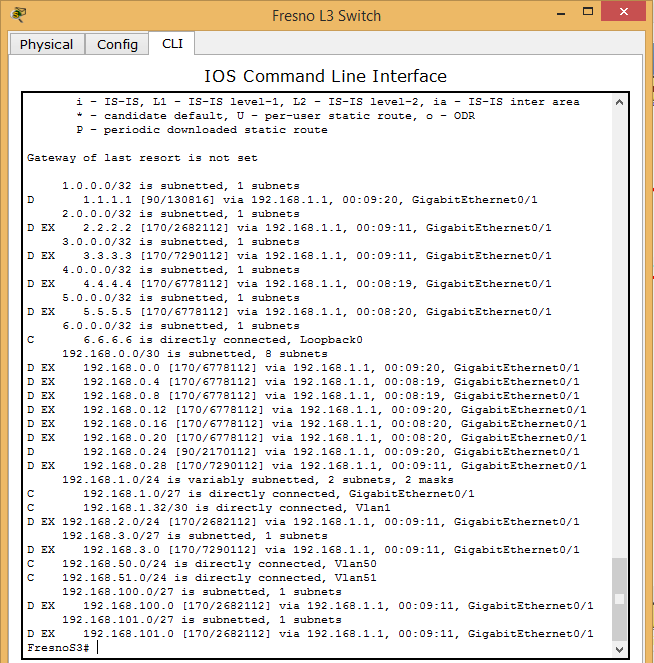 Fresno L3 Switch
Physical Config CLI
IOS Command Line Interface
i - IS-IS, L1 - IS-IS level-1, L2 - IS-IS level-2, ia - IS-IS inter area
* - candidate default, U - per-user static route, o - ODR
P - periodic downloaded static route
Gateway of last resort is not set
1.0.0.0/32 is subnetted, 1 subnets
D 1.1.1.1 [90/130816] via 192.168.1.1, 00:09:20, GigabitEthernet0/1
2.0.0.0/32 is subnetted, 1 subnets
D EX 2.2.2.2 [170/2682112] via 192.168.1.1, 00:09:11, GigabitEthernet0/1
3.0.0.0/32 is subnetted, 1 subnets
D EX 3.3.3.3 [170/7290112] via 192.168.1.1, 00:09:11, GigabitEthernet0/1
4.0.0.0/32 is subnetted, 1 subnets
D EX 4.4.4.4 [170/6778112] via 192.168.1.1, 00:08:19, GigabitEthernet0/1
5.0.0.0/32 is subnetted, 1 subnets
D EX 5.5.5.5 [170/6778112] via 192.168.1.1, 00:08:20, GigabitEthernet0/1
6.0.0.0/32 is subnetted, 1 subnets
C 6.6.6.6 is directly connected, Loopback0
192.168.0.0/30 is subnetted, 8 subnets
D EX 192.168.0.0 [170/6778112] via 192.168.1.1, 00:09:20, GigabitEthernet0/1
D EX 192.168.0.4 [170/6778112] via 192.168.1.1, 00:08:19, GigabitEthernet0/1
D EX 192.168.0.8 [170/6778112] via 192.168.1.1, 00:08:19, GigabitEthernet0/1
D EX 192.168.0.12 [170/6778112] via 192.168.1.1, 00:09:20, GigabitEthernet0/1
D EX 192.168.0.16 [170/6778112] via 192.168.1.1, 00:08:20, GigabitEthernet0/1
D EX 192.168.0.20 [170/6778112] via 192.168.1.1, 00:08:20, GigabitEthernet0/1
D 192.168.0.24 [90/2170112] via 192.168.1.1, 00:09:20, GigabitEthernet0/1
D EX 192.168.0.28 [170/7290112] via 192.168.1.1, 00:09:11, GigabitEthernet0/1
192.168.1.0/24 is variably subnetted, 2 subnets, 2 masks
C 192.168.1.0/27 is directly connected, GigabitEthernet0/1
C 192.168.1.32/30 is directly connected, Vlan1
D EX 192.168.2.0/24 [170/2682112] via 192.168.1.1, 00:09:11, GigabitEthernet0/1
192.168.3.0/27 is subnetted, 1 subnets
D EX 192.168.3.0 [170/7290112] via 192.168.1.1, 00:09:11, GigabitEthernet0/1
C 192.168.50.0/24 is directly connected, Vlan50
C 192.168.51.0/24 is directly connected, Vlan51
192.168.100.0/27 is subnetted, 1 subnets
D EX 192.168.100.0 [170/2682112] via 192.168.1.1, 00:09:11, GigabitEthernet0/1
192.168.101.0/27 is subnetted, 1 subnets
D EX 192.168.101.0 [170/2682112] via 192.168.1.1, 00:09:11, GigabitEthernet0/1
FresnoS3#